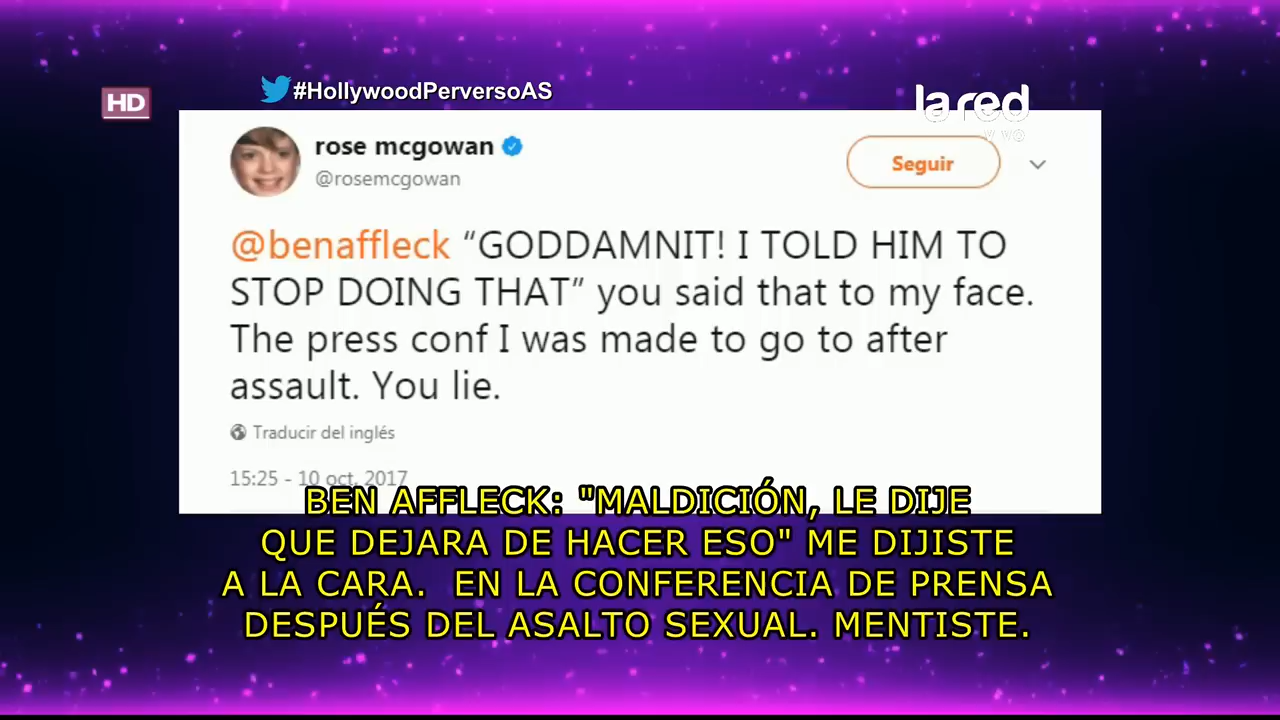 HD
#HollywoodPerversoAS
la red
rose mcgowan
@rosemcgowan
Seguir
@benaffleck “GODDAMNIT! I TOLD HIM TO
STOP DOING THAT” you said that to my face.
The press conf I was made to go to after
assault. You lie.
Traducir del inglés
15:25 - 10 oct. 2017
BEN AFFLECK: "MALDICIÓN, LE DIJE
QUE DEJARA DE HACER ESO" ME DIJISTE
A LA CARA. EN LA CONFERENCIA DE PRENSA
DESPUÉS DEL ASALTO SEXUAL. MENTISTE.